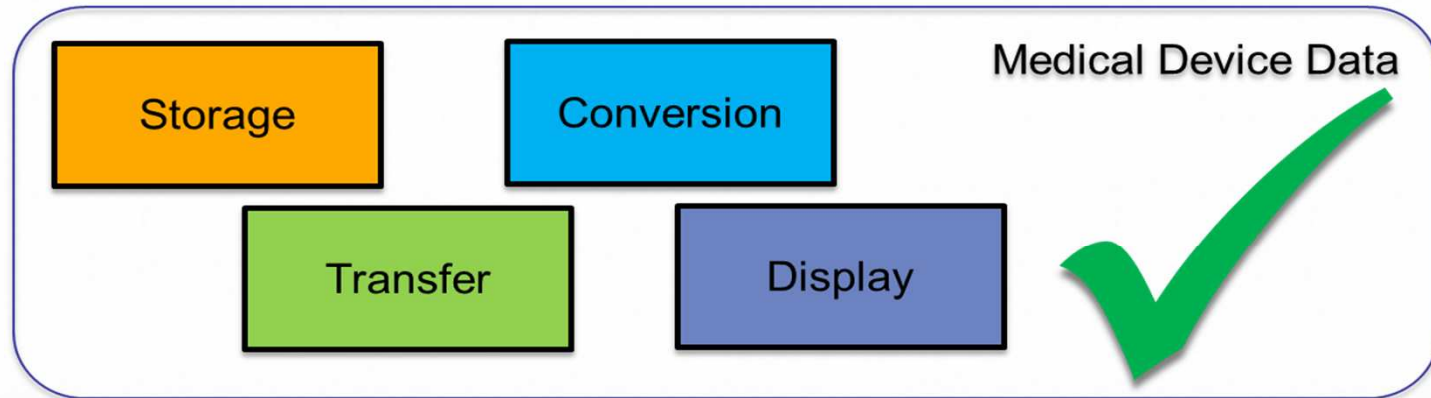 Medical Device Data
Storage
Conversion
Transfer
Display